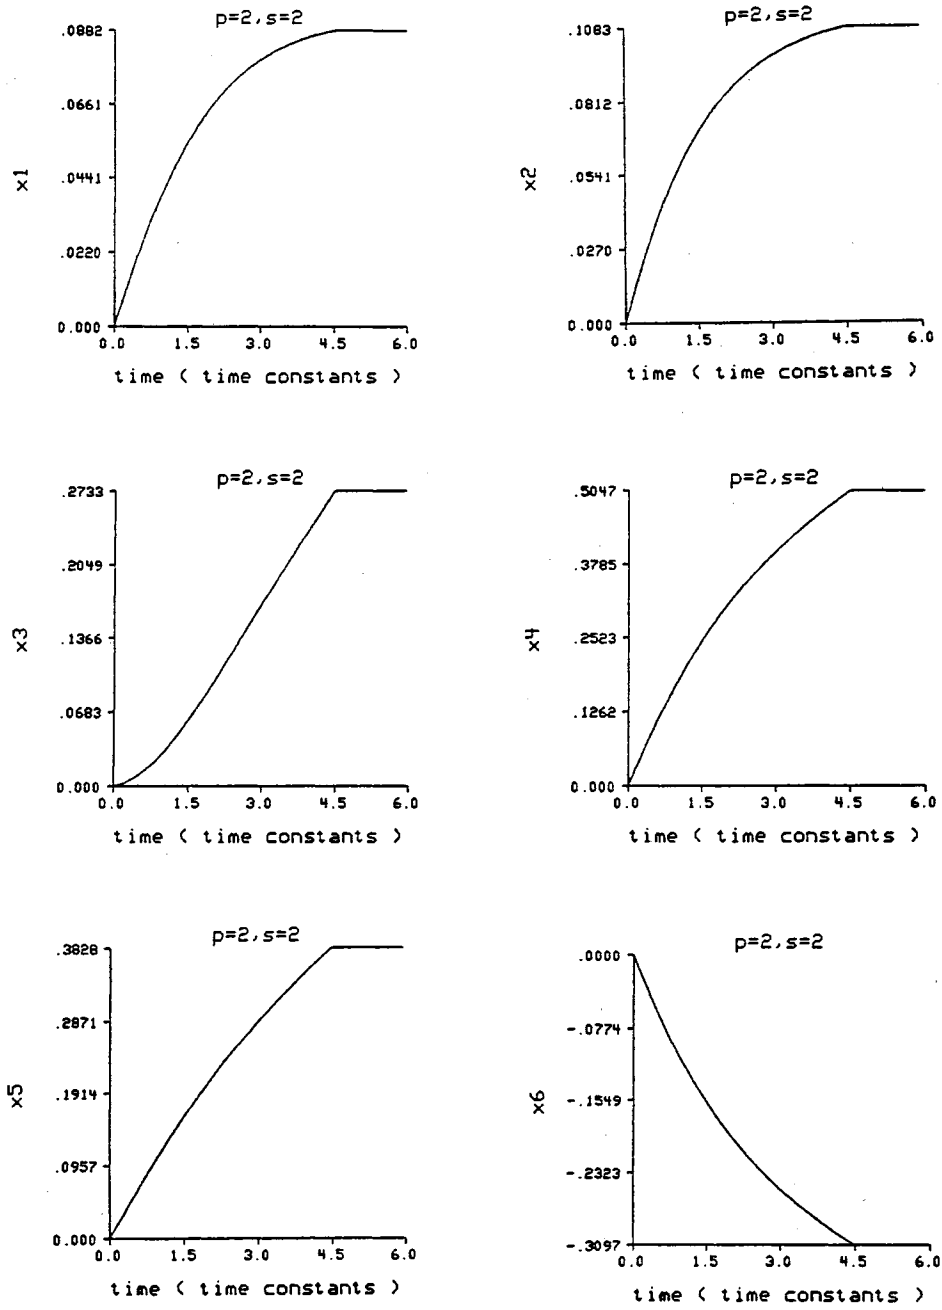 p=2,s=2
.0882
.0661
.0441
.0220
0.000
x1
0.0 1.5 3.0 4.5 6.0
time ( time constants )
p=2,s=2
.1083
.0812
.0541
.0270
0.000
x2
0.0 1.5 3.0 4.5 6.0
time ( time constants )
p=2,s=2
.2733
.2049
.1366
.0683
0.000
x3
0.0 1.5 3.0 4.5 6.0
time ( time constants )
p=2,s=2
.5047
.3785
.2523
.1262
0.000
x4
0.0 1.5 3.0 4.5 6.0
time ( time constants )
p=2,s=2
.3828
.2871
.1914
.0957
0.000
x5
0.0 1.5 3.0 4.5 6.0
time ( time constants )
p=2,s=2
.0000
-.0774
-.1549
-.2323
-.3097
x6
0.0 1.5 3.0 4.5 6.0
time ( time constants )